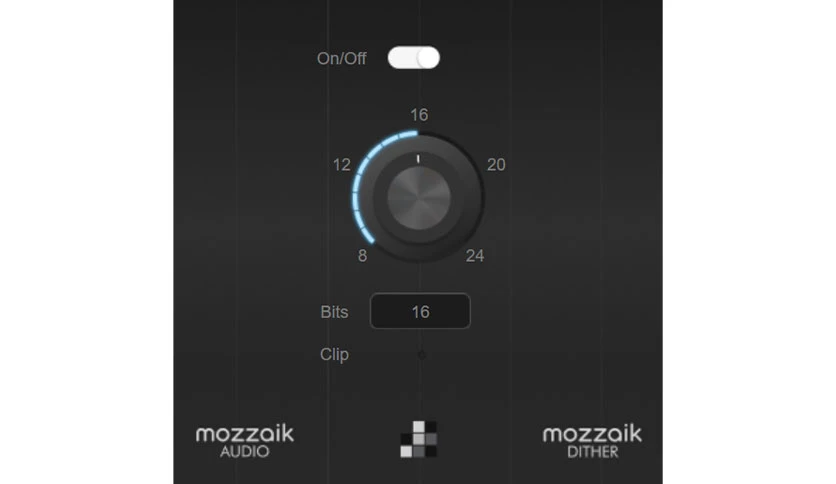 On/Off
16
12
20
8
24
Bits
16
Clip
mozzaik
AUDIO
mozzaik
DITHER